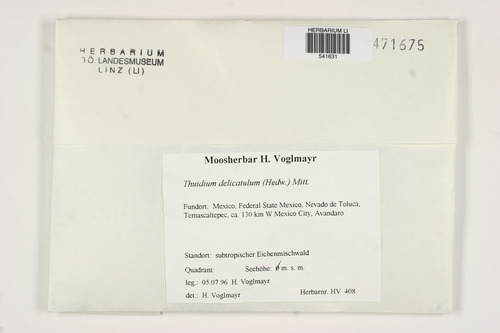 HERBARIUM
OÖ. LANDESMUSEUM
LINZ (LI)
HERBARIUM LI
541631
471675
Moosherbar H. Voglmayr
Thuidium delicatulum (Hedw.) Mitt.
Fundort: Mexico, Federal State Mexico, Nevado de Toluca,
Temascaltepec, ca. 130 km W Mexico City, Avandaro
Standort: subtropischer Eichenmischwald
Quadrant: Seehöhe: m. s. m.
leg.: 05.07.96 H. Voglmayr
det.: H. Voglmayr Herbarnr. HV 408